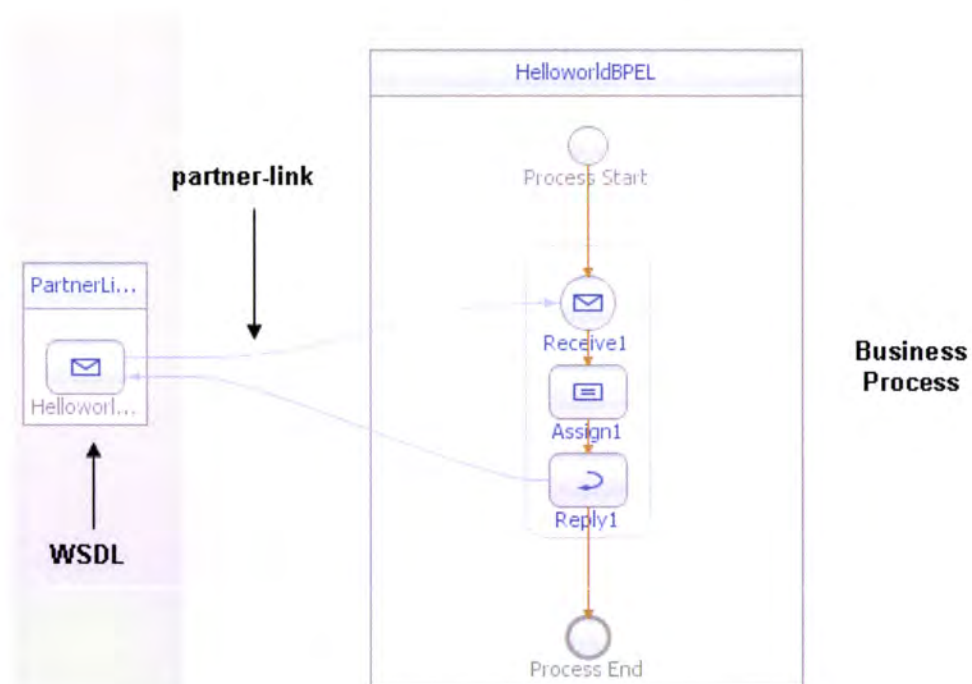 HelloworldBPEL
Process Start
partner-link
PartnerLi...
Receive1
Helloworl...
Assign1
Business
Process
Reply1
WSDL
Process End